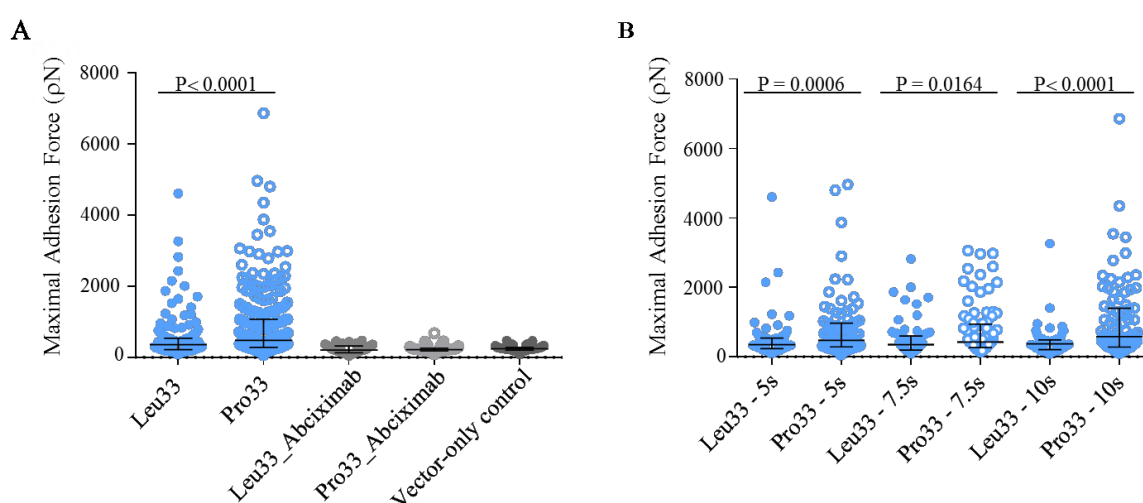 A
Maximal Adhesion Force (ρN)
8000
6000
4000
2000
0
P< 0.0001
Leu33
Pro33
Leu33_Abciximab
Pro33_Abciximab
Vector-only control
B
Maximal Adhesion Force (ρN)
8000
6000
4000
2000
0
P = 0.0006
P = 0.0164
P< 0.0001
Leu33 - 5s
Pro33 - 5s
Leu33 - 7.5s
Pro33 - 7.5s
Leu33 - 10s
Pro33 - 10s